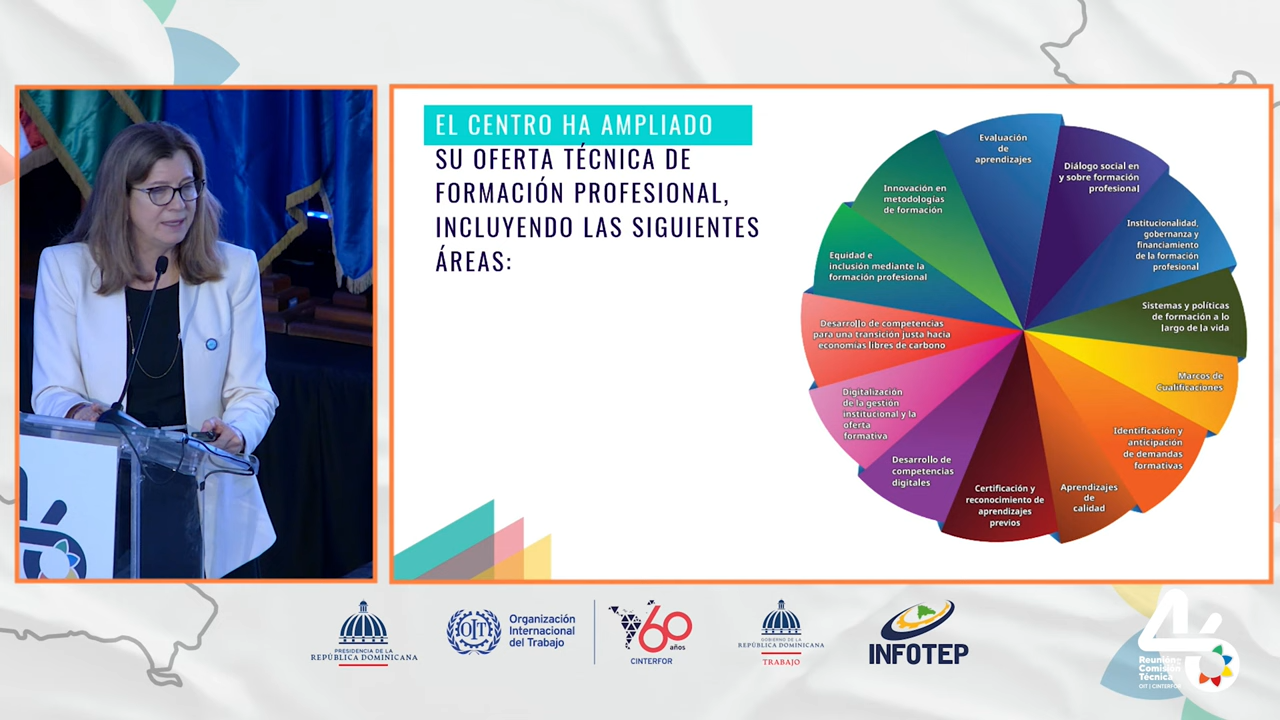 EL CENTRO HA AMPLIADO
SU OFERTA TÉCNICA DE
FORMACIÓN PROFESIONAL,
INCLUYENDO LAS SIGUIENTES
ÁREAS:
Evaluación
de
aprendizajes
Diálogo social en
y sobre formación
profesional
Institucionalidad,
gobernanza y
financiamiento
de la formación
profesional
Sistemas y políticas
de formación a lo
largo de la vida
Marcos de
Cualificaciones
Identificación y
anticipación
de demandas
formativas
Aprendizajes
de
calidad
Certificación y
reconocimiento de
aprendizajes
previos
Desarrollo de
competencias
digitales
Digitalización
de la gestión
institucional y la
oferta
formativa
Desarrollo de competencias
para una transición justa hacia
economías libres de carbono
Equidad e
inclusión mediante la
formación profesional
Innovación en
metodologías
de formación
PRESIDENCIA DE LA
REPÚBLICA DOMINICANA
OIT
Organización
Internacional
del Trabajo
60
años
CINTERFOR
GOBIERNO DE LA
REPÚBLICA DOMINICANA
TRABAJO
INFOTEP
46
Reunión
Comisión
Técnica
OIT | CINTERFOR